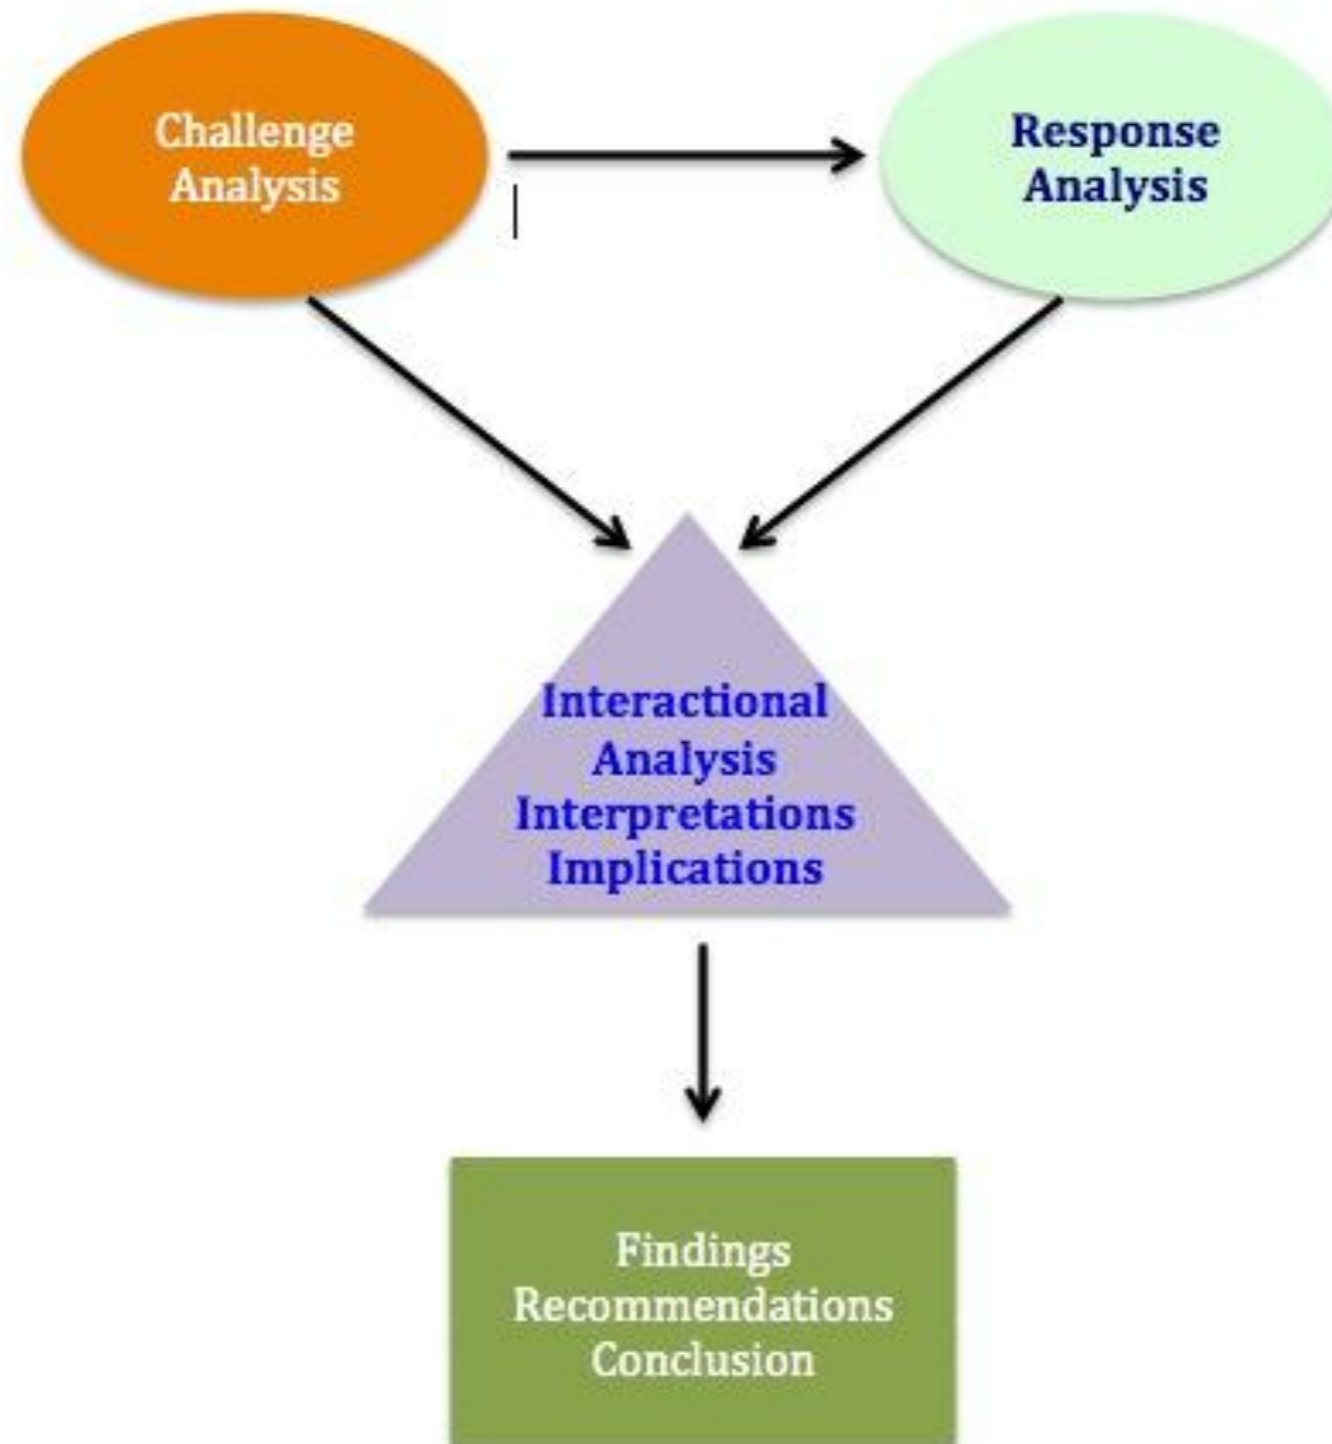 Challenge
Analysis
Response
Analysis
Interactional
Analysis
Interpretations
Implications
Findings
Recommendations
Conclusion